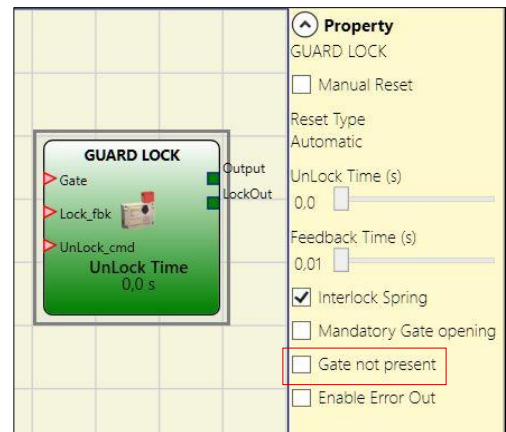 GUARD LOCK
Gate
Lock_fbk
UnLock_cmd
Output
LockOut
UnLock Time
0,0 s
Property
GUARD LOCK
Manual Reset
Reset Type
Automatic
UnLock Time (s)
0,0
Feedback Time (s)
0,01
Interlock Spring
Mandatory Gate opening
Gate not present
Enable Error Out